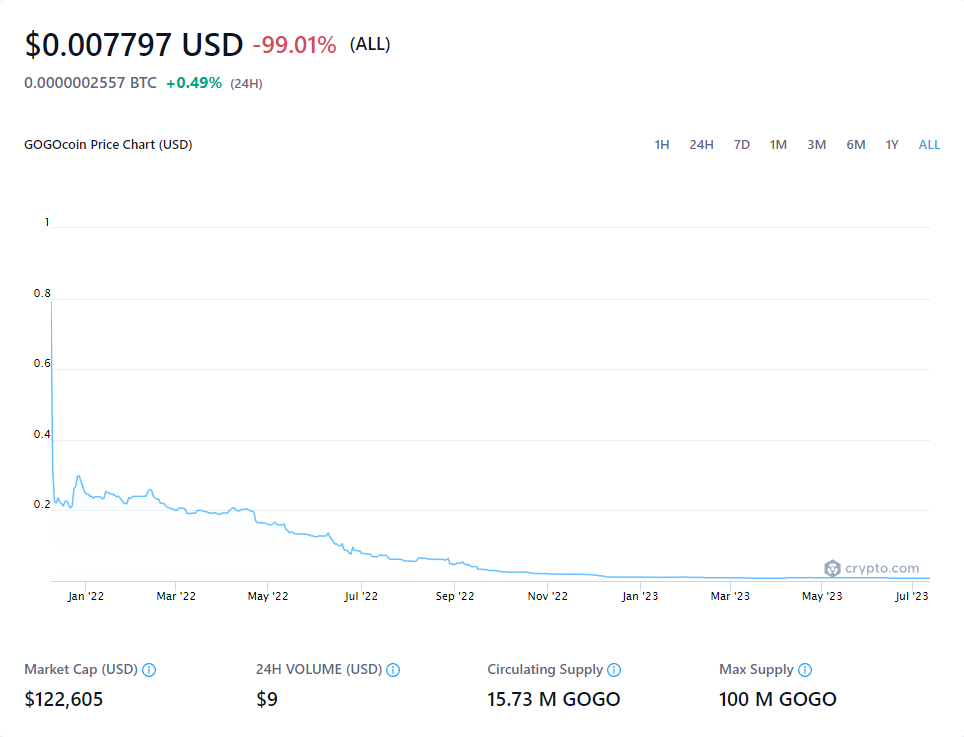 $0.007797 USD -99.01% (ALL)
0.0000002557 BTC +0.49% (24H)
GOGOcoin Price Chart (USD) 1H 24H 7D 1M 3M 6M 1Y ALL
1
0.8
0.6
0.4
0.2
crypto.com
Jan '22 Mar '22 May '22 Jul '22 Sep '22 Nov '22 Jan '23 Mar '23 May '23 Jul '23
Market Cap (USD) 24H VOLUME (USD) Circulating Supply Max Supply
$122,605 $9 15.73 M GOGO 100 M GOGO